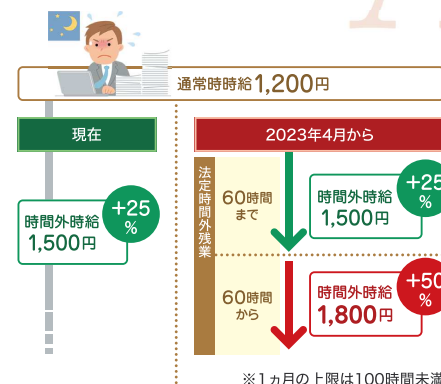 通常時時給1,200円
現在
2023年4月から
時間外時給
1,500円
+25
%
法定時間外残業
60時間
まで
時間外時給
1,500円
+25
%
60時間
から
時間外時給
1,800円
+50
%
※1ヵ月の上限は100時間未満